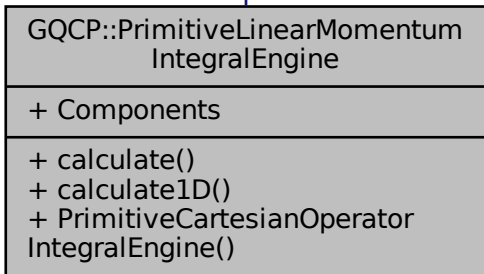 GQCP::PrimitiveLinearMomentum
IntegralEngine
+ Components
+ calculate()
+ calculate1D()
+ PrimitiveCartesianOperator
IntegralEngine()